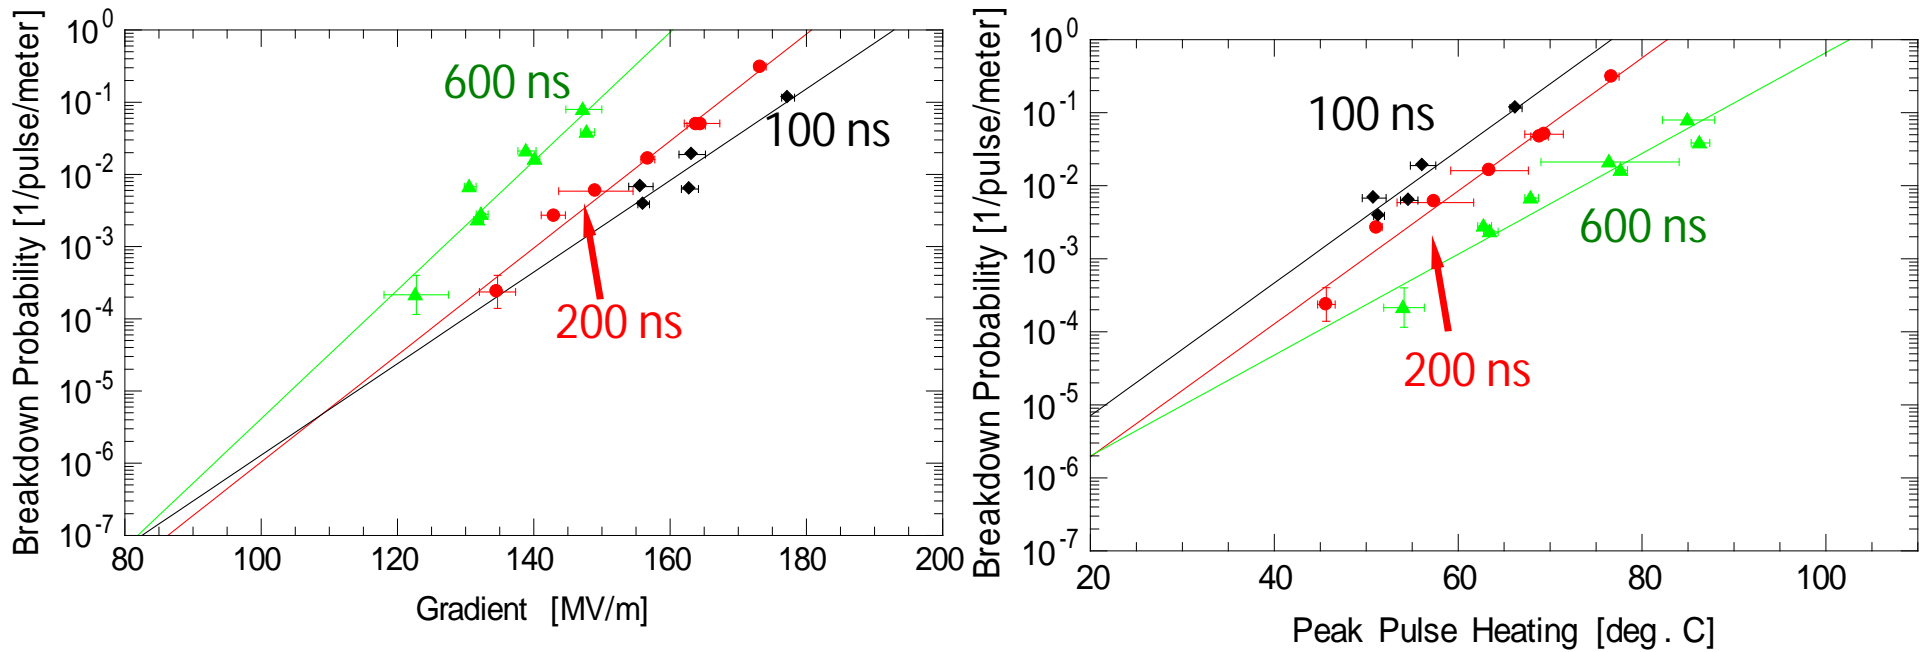 Breakdown Probability [1/pulse/meter]
10^0
10^-1
10^-2
10^-3
10^-4
10^-5
10^-6
10^-7
600 ns
100 ns
200 ns
80 100 120 140 160 180 200
Gradient [MV/m]
Breakdown Probability [1/pulse/meter]
10^0
10^-1
10^-2
10^-3
10^-4
10^-5
10^-6
10^-7
100 ns
600 ns
200 ns
20 40 60 80 100
Peak Pulse Heating [deg . C]